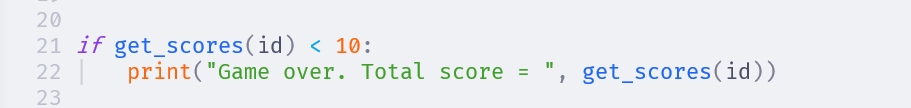 20
21 if get_scores(id) < 10:
22     print("Game over. Total score = ", get_scores(id))
23